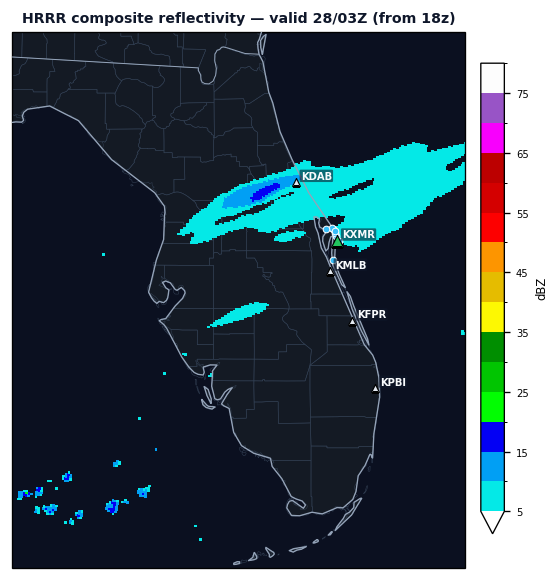 HRRR composite reflectivity — valid 28/03Z (from 18z)
KDAB
KXMR
KMLB
KFPR
KPBI
75
65
55
45
35
25
15
5
dBZ